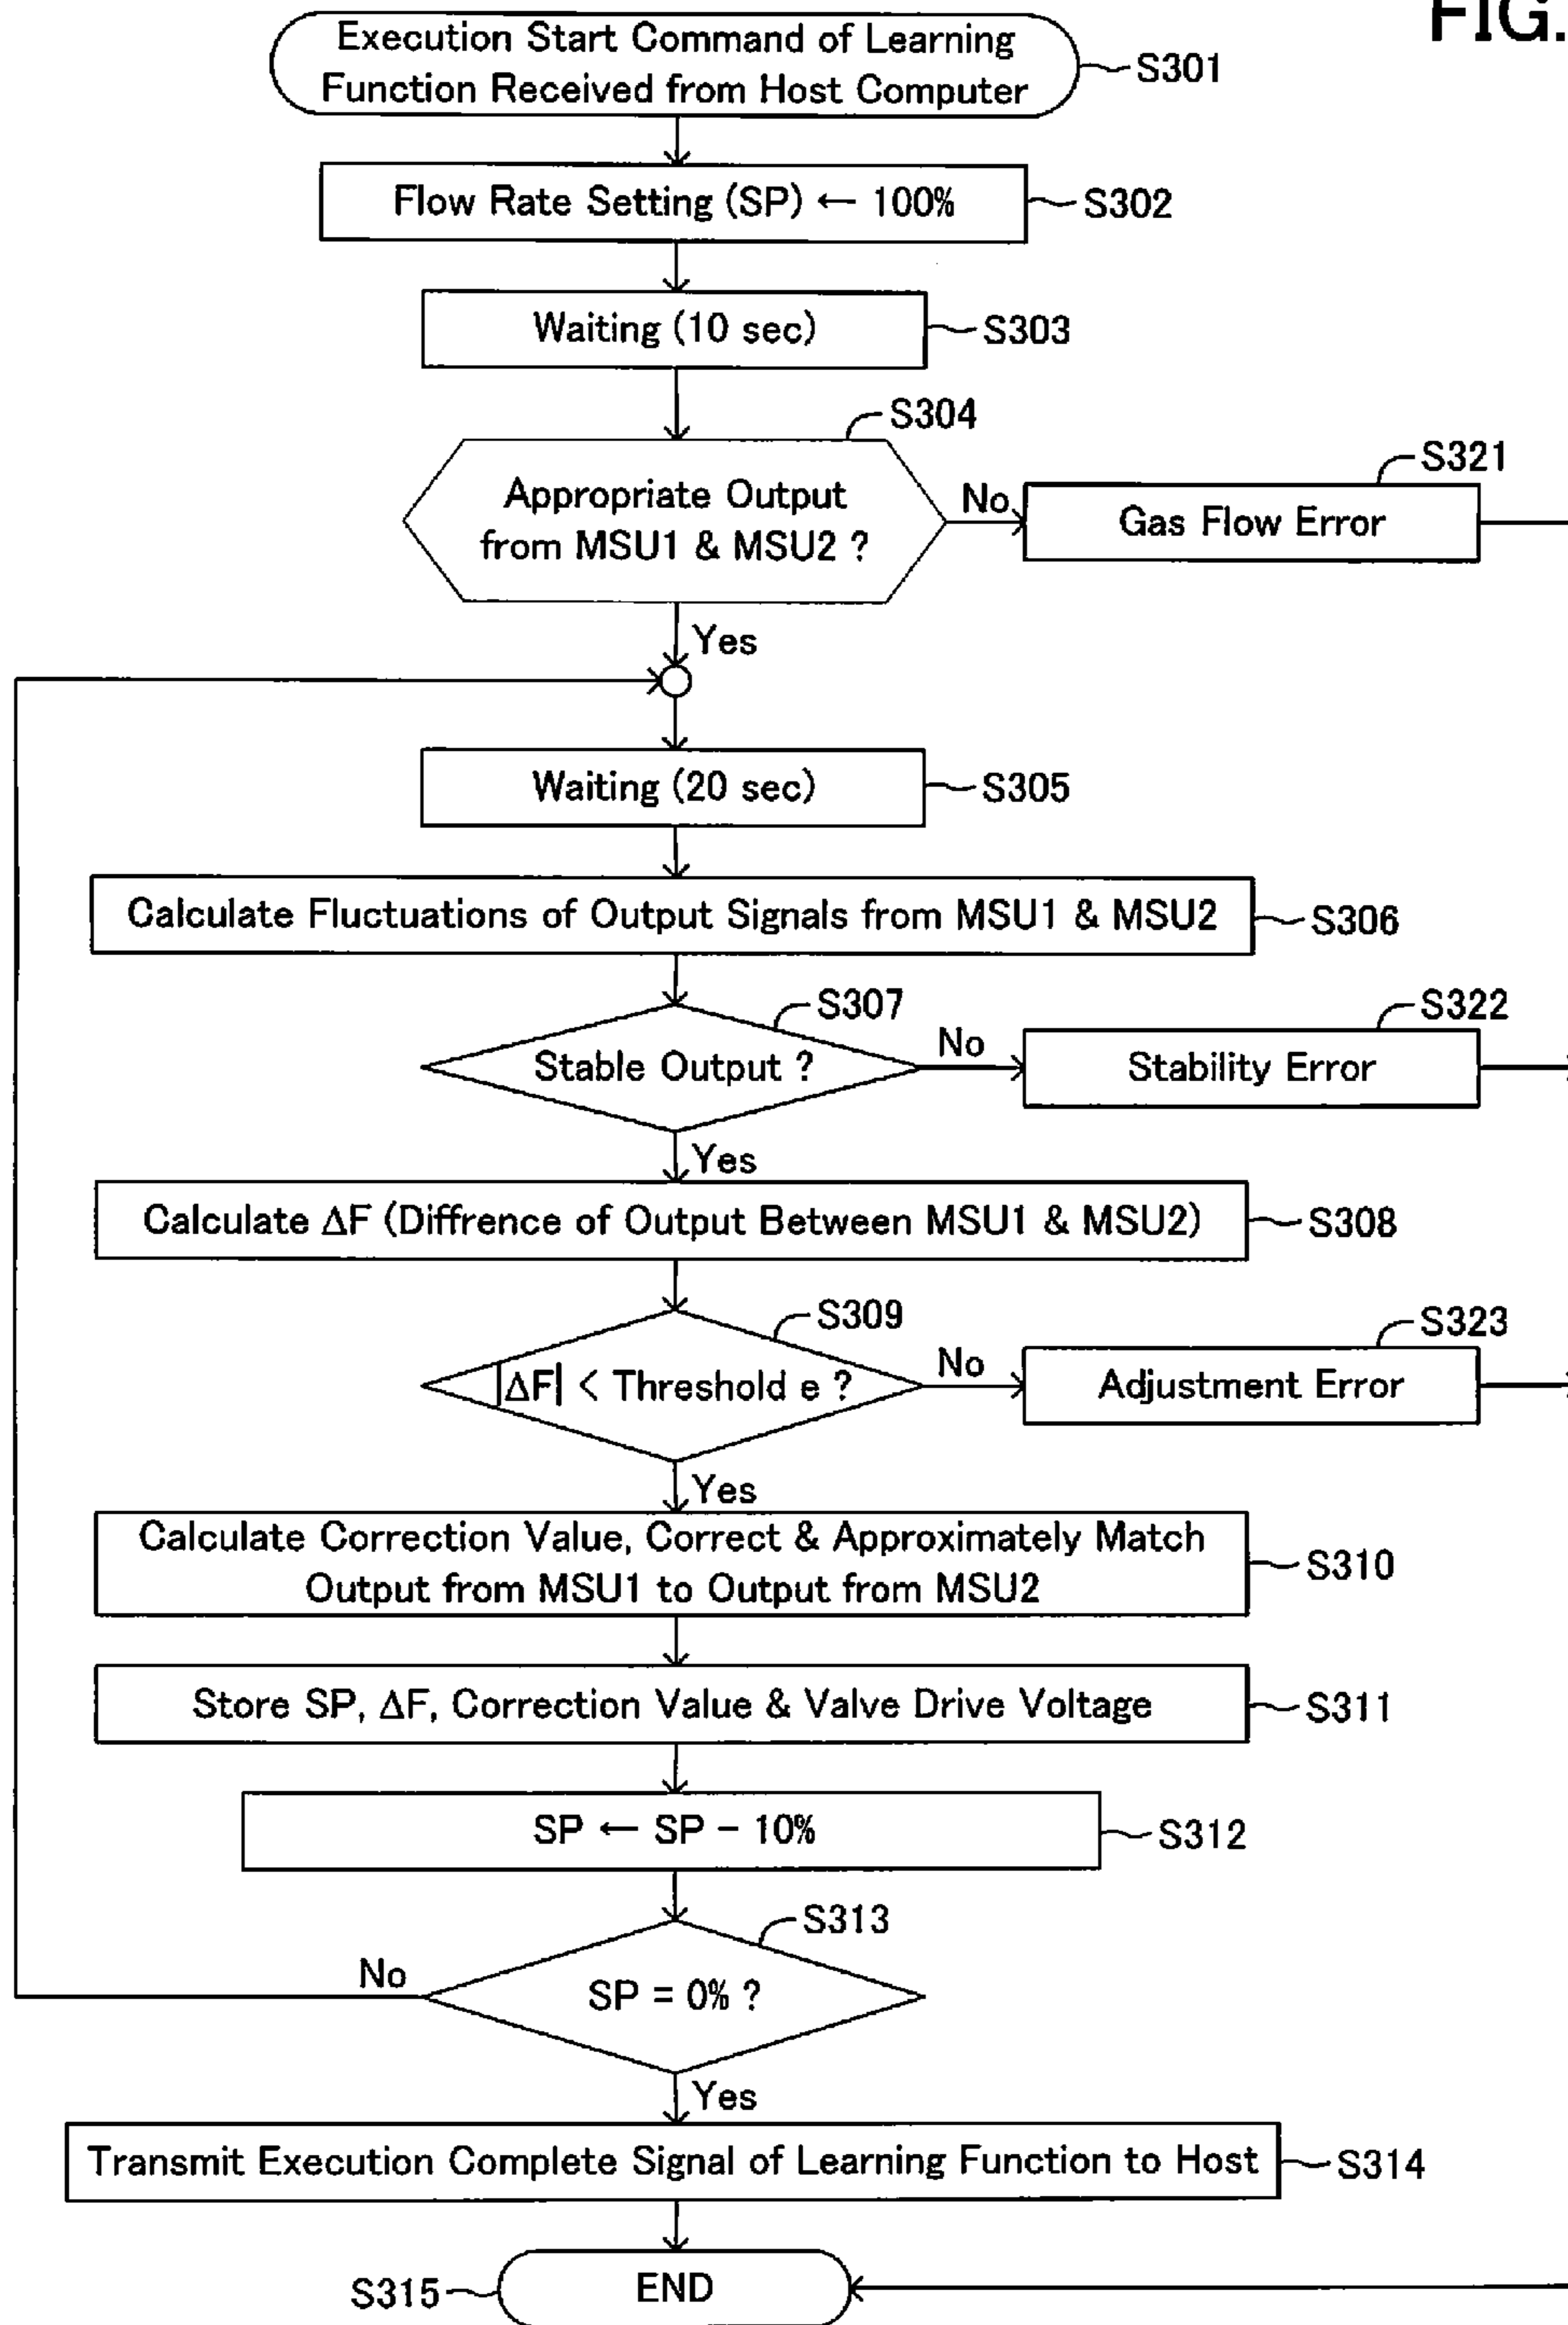 FIG.
Execution Start Command of Learning
Function Received from Host Computer
S301
Flow Rate Setting (SP) ← 100%
S302
Waiting (10 sec)
S303
S304
Appropriate Output
from MSU1 & MSU2 ?
No
S321
Gas Flow Error
Yes
Waiting (20 sec)
S305
Calculate Fluctuations of Output Signals from MSU1 & MSU2
S306
S307
Stable Output ?
No
S322
Stability Error
Yes
Calculate ΔF (Diffrence of Output Between MSU1 & MSU2)
S308
S309
|ΔF| < Threshold e ?
No
S323
Adjustment Error
Yes
Calculate Correction Value, Correct & Approximately Match
Output from MSU1 to Output from MSU2
S310
Store SP, ΔF, Correction Value & Valve Drive Voltage
S311
SP ← SP − 10%
S312
S313
SP = 0% ?
No
Yes
Transmit Execution Complete Signal of Learning Function to Host
S314
S315
END